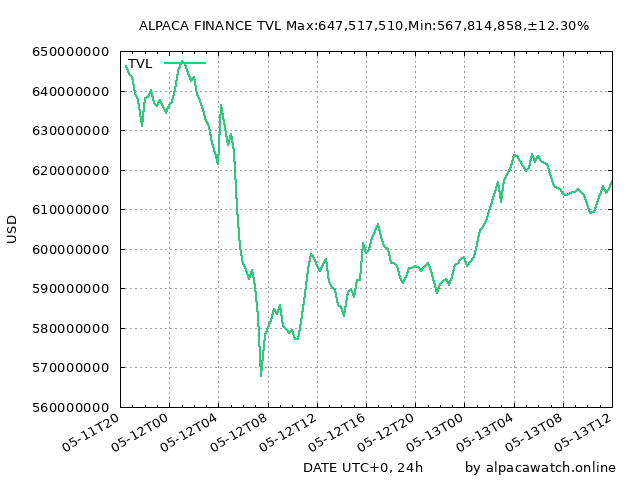 ALPACA FINANCE TVL Max:647,517,510,Min:567,814,858,±12.30%
TVL
650000000
640000000
630000000
620000000
610000000
600000000
590000000
580000000
570000000
560000000
USD
05-11T20
05-12T00
05-12T04
05-12T08
05-12T12
05-12T16
05-12T20
05-13T00
05-13T04
05-13T08
05-13T12
DATE UTC+0, 24h
by alpacawatch.online